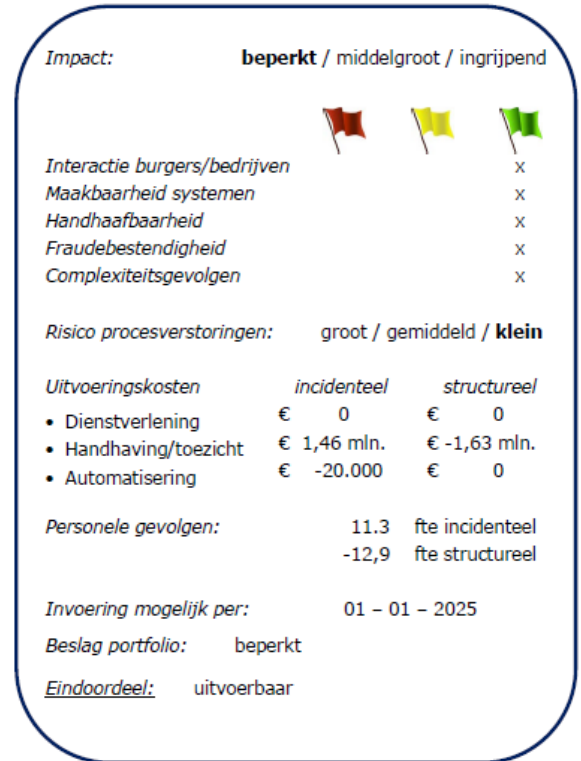 Impact: beperkt / middelgroot / ingrijpend
Interactie burgers/bedrijven x
Maakbaarheid systemen x
Handhaafbaarheid x
Fraudebestendigheid x
Complexiteitsgevolgen x
Risico procesverstoringen: groot / gemiddeld / klein
Uitvoeringskosten incidenteel structureel
• Dienstverlening € 0 € 0
• Handhaving/toezicht € 1,46 mln. € -1,63 mln.
• Automatisering € -20.000 € 0
Personele gevolgen: 11.3 fte incidenteel
-12,9 fte structureel
Invoering mogelijk per: 01 – 01 – 2025
Beslag portfolio: beperkt
Eindoordeel: uitvoerbaar